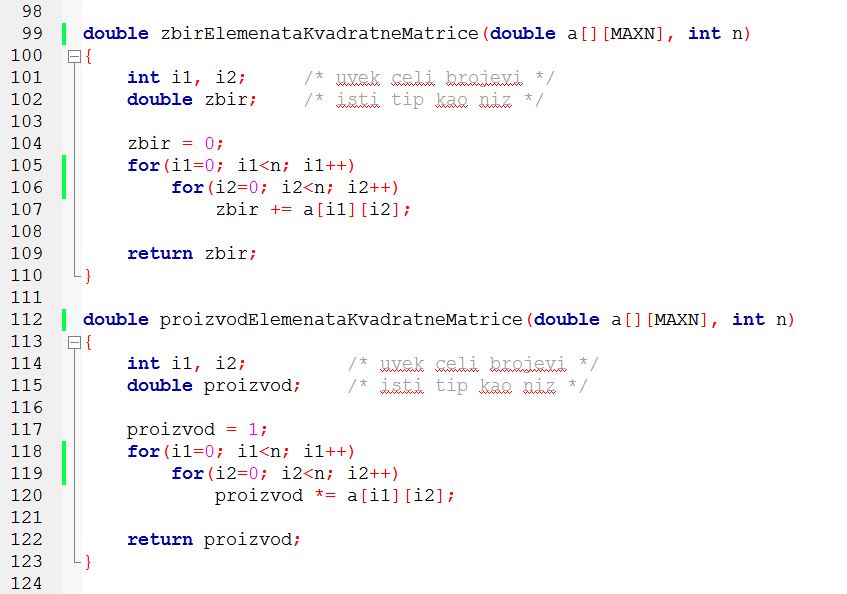 98
99 double zbirElemenataKvadratneMatrice(double a[][MAXN], int n)
100 {
101     int i1, i2;     /* uvek celi brojevi */
102     double zbir;    /* isti tip kao niz */
103
104     zbir = 0;
105     for(i1=0; i1<n; i1++)
106         for(i2=0; i2<n; i2++)
107             zbir += a[i1][i2];
108
109     return zbir;
110 }
111
112 double proizvodElemenataKvadratneMatrice(double a[][MAXN], int n)
113 {
114     int i1, i2;         /* uvek celi brojevi */
115     double proizvod;    /* isti tip kao niz */
116
117     proizvod = 1;
118     for(i1=0; i1<n; i1++)
119         for(i2=0; i2<n; i2++)
120             proizvod *= a[i1][i2];
121
122     return proizvod;
123 }
124